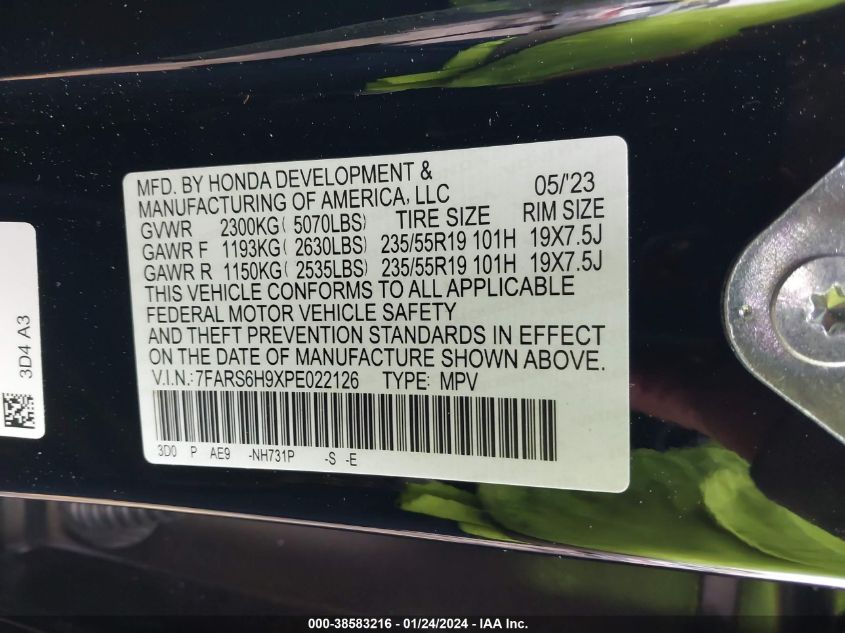 MFD. BY HONDA DEVELOPMENT & 05/'23
MANUFACTURING OF AMERICA, LLC
GVWR 2300KG( 5070LBS) TIRE SIZE RIM SIZE
GAWR F 1193KG( 2630LBS) 235/55R19 101H 19X7.5J
GAWR R 1150KG( 2535LBS) 235/55R19 101H 19X7.5J
THIS VEHICLE CONFORMS TO ALL APPLICABLE
FEDERAL MOTOR VEHICLE SAFETY
AND THEFT PREVENTION STANDARDS IN EFFECT
ON THE DATE OF MANUFACTURE SHOWN ABOVE.
V.I.N.:7FARS6H9XPE022126 TYPE: MPV
3D0 P AE9 -NH731P -S -E
3D4 A3
000-38583216 - 01/24/2024 - IAA Inc.